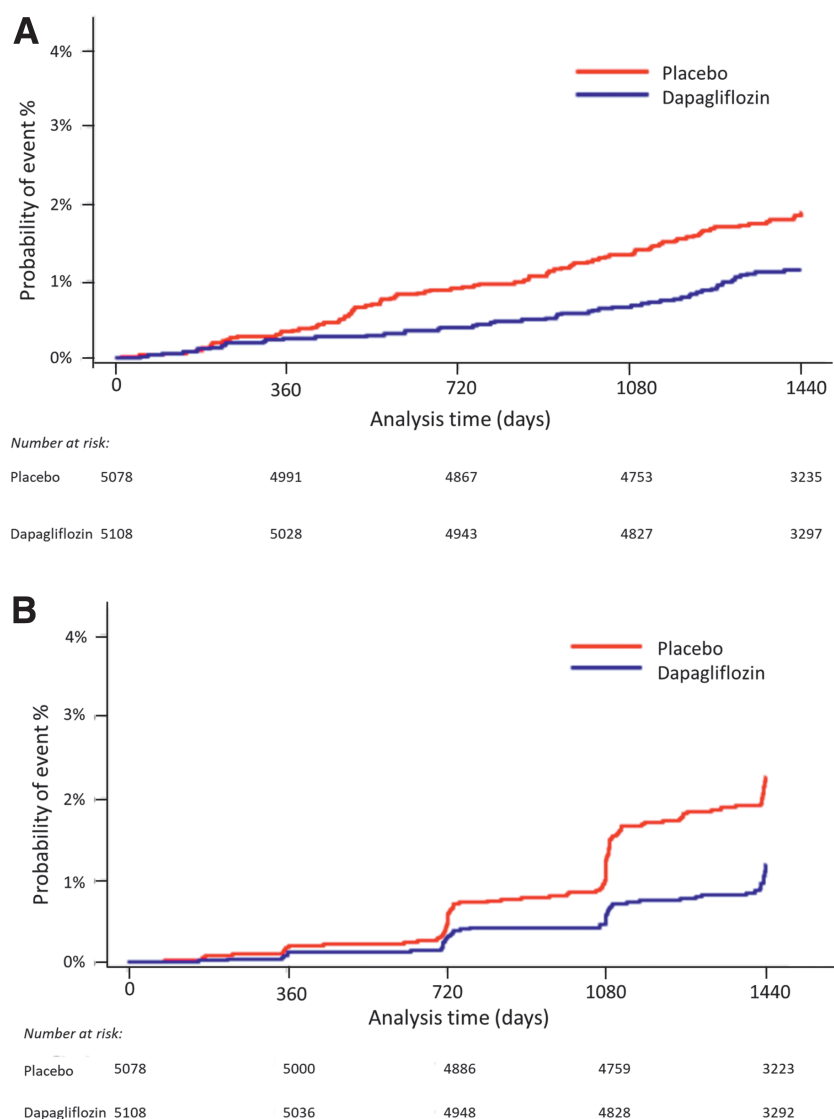 A
4%
3%
2%
1%
0%
Probability of event %
Placebo
Dapagliflozin
0 360 720 1080 1440
Analysis time (days)
Number at risk:
Placebo 5078 4991 4867 4753 3235
Dapagliflozin 5108 5028 4943 4827 3297
B
4%
3%
2%
1%
0%
Probability of event %
Placebo
Dapagliflozin
0 360 720 1080 1440
Analysis time (days)
Number at risk:
Placebo 5078 5000 4886 4759 3223
Dapagliflozin 5108 5036 4948 4828 3292